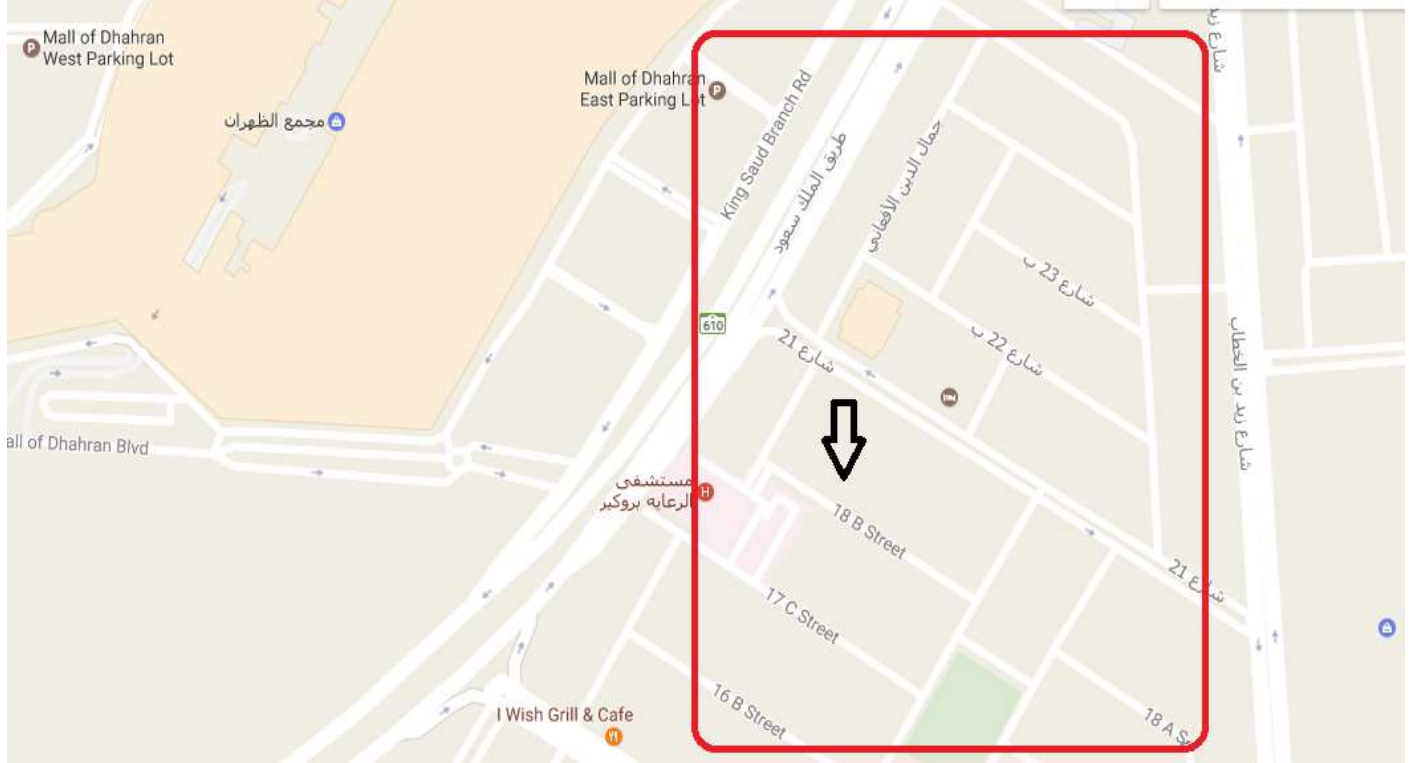 Mall of Dhahran
West Parking Lot
مجمع الظهران
Mall of Dhahran
East Parking Lot
King Saud Branch Rd
طريق الملك سعود
جمال الدين الأفغاني
شارع 23 ب
شارع 22 ب
شارع 21
610
شارع زيد بن الخطاب
all of Dhahran Blvd
مستشفى
الرعاية بروكير
H
18 B Street
17 C Street
16 B Street
شارع 21
18 A
I Wish Grill & Cafe
P
P